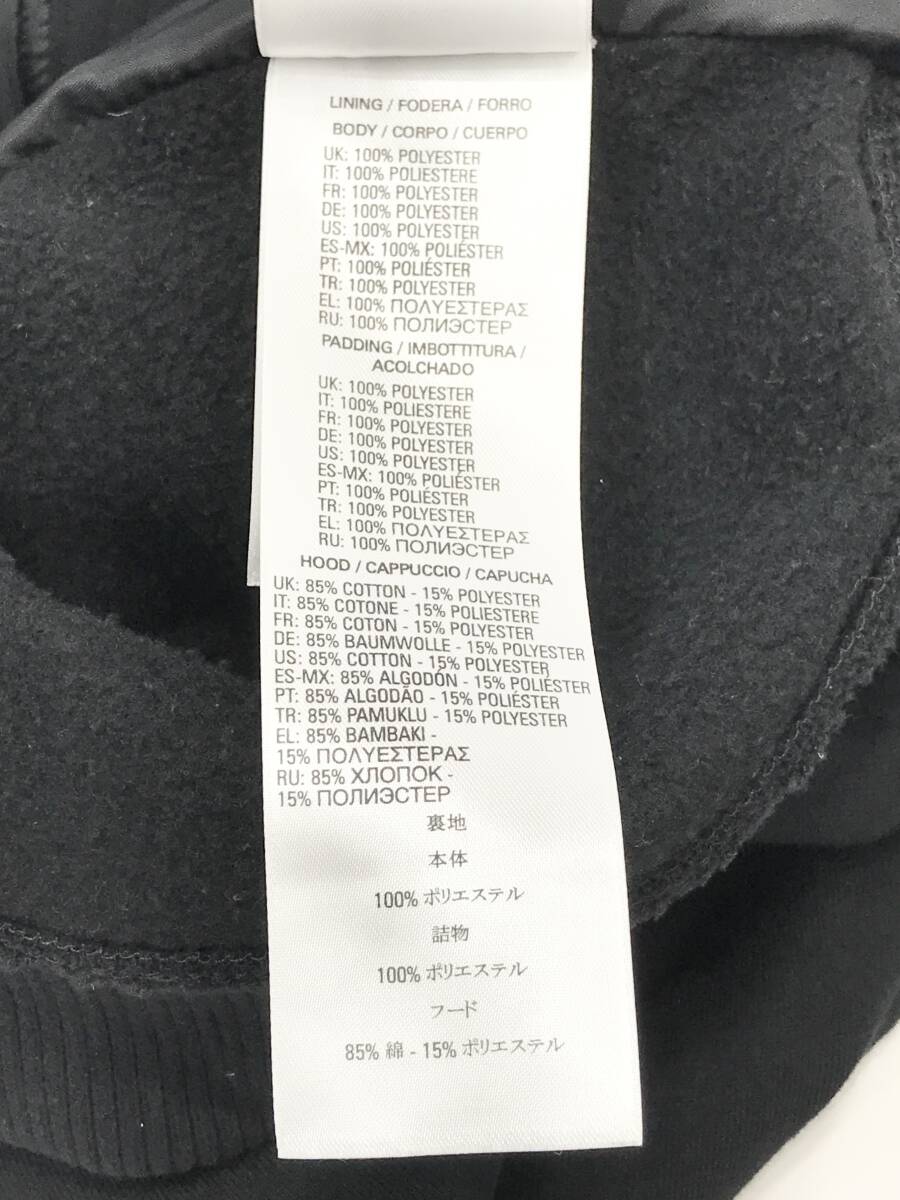 LINING / FODERA / FORRO
BODY / CORPO / CUERPO
UK: 100% POLYESTER
IT: 100% POLIESTERE
FR: 100% POLYESTER
DE: 100% POLYESTER
US: 100% POLYESTER
ES-MX: 100% POLIÉSTER
PT: 100% POLIÉSTER
TR: 100% POLYESTER
EL: 100% ΠΟΛΥΕΣΤΕΡΑΣ
RU: 100% ПОЛИЭСТЕР
PADDING / IMBOTTITURA /
ACOLCHADO
UK: 100% POLYESTER
IT: 100% POLIESTERE
FR: 100% POLYESTER
DE: 100% POLYESTER
US: 100% POLYESTER
ES-MX: 100% POLIÉSTER
PT: 100% POLIÉSTER
TR: 100% POLYESTER
EL: 100% ΠΟΛΥΕΣΤΕΡΑΣ
RU: 100% ПОЛИЭСТЕР
HOOD / CAPPUCCIO / CAPUCHA
UK: 85% COTTON - 15% POLYESTER
IT: 85% COTONE - 15% POLIESTERE
FR: 85% COTON - 15% POLYESTER
DE: 85% BAUMWOLLE - 15% POLYESTER
US: 85% COTTON - 15% POLYESTER
ES-MX: 85% ALGODÓN - 15% POLIÉSTER
PT: 85% ALGODÃO - 15% POLIÉSTER
TR: 85% PAMUKLU - 15% POLYESTER
EL: 85% ΒΑΜΒΑΚΙ -
15% ΠΟΛΥΕΣΤΕΡΑΣ
RU: 85% ХЛОПОК -
15% ПОЛИЭСТЕР
裏地
本体
100% ポリエステル
詰物
100% ポリエステル
フード
85% 綿 - 15% ポリエステル